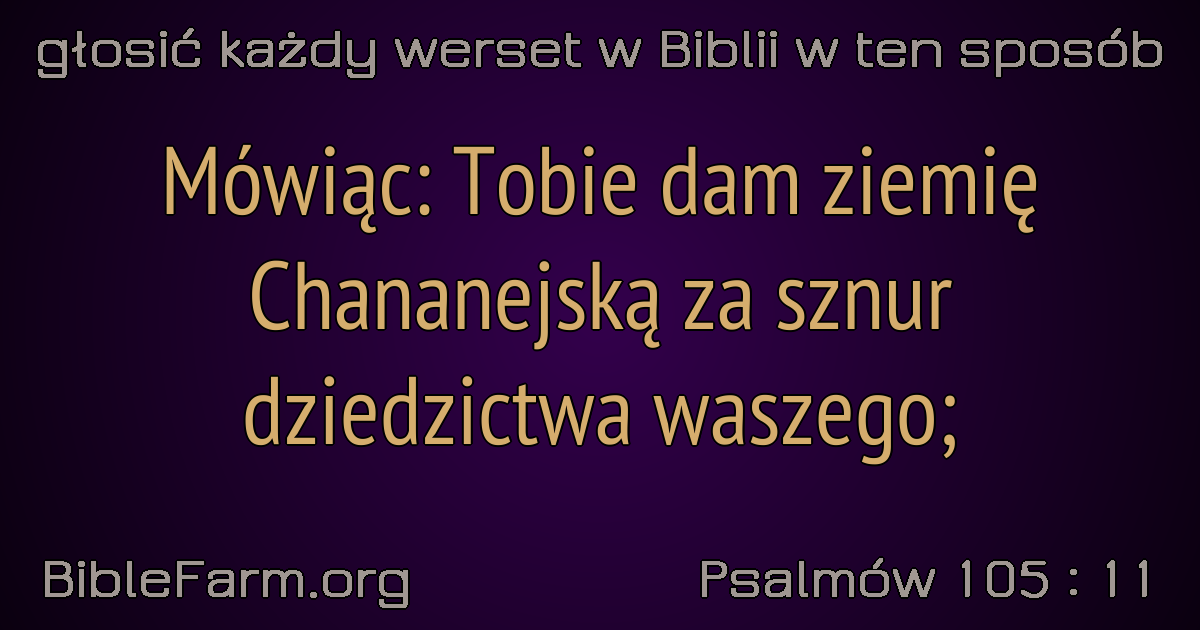 głosić każdy werset w Biblii w ten sposób
Mówiąc: Tobie dam ziemię
Chananejską za sznur
dziedzictwa waszego;
BibleFarm.org
Psalmów 105 : 11